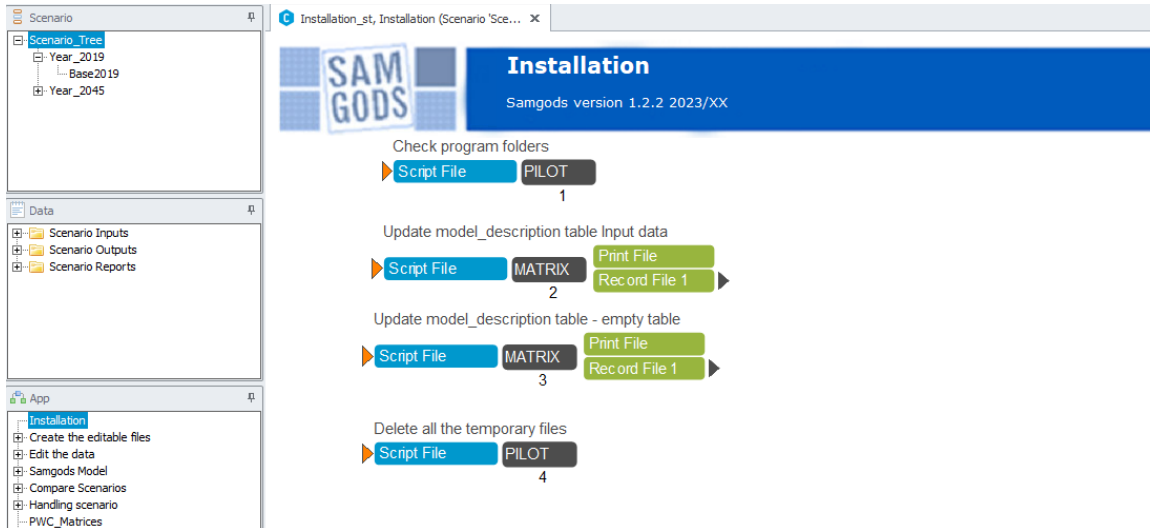 Scenario
Scenario_Tree
Year_2019
Base2019
Year_2045
Data
Scenario Inputs
Scenario Outputs
Scenario Reports
App
Installation
Create the editable files
Edit the data
Samgods Model
Compare Scenarios
Handling scenario
PWC_Matrices
C Installation_st, Installation (Scenario 'Sce...
SAM
GODS
Installation
Samgods version 1.2.2 2023/XX
Check program folders
Script File PILOT
1
Update model_description table Input data
Print File
Script File MATRIX
Record File 1
2
Update model_description table - empty table
Print File
Script File MATRIX
Record File 1
3
Delete all the temporary files
Script File PILOT
4